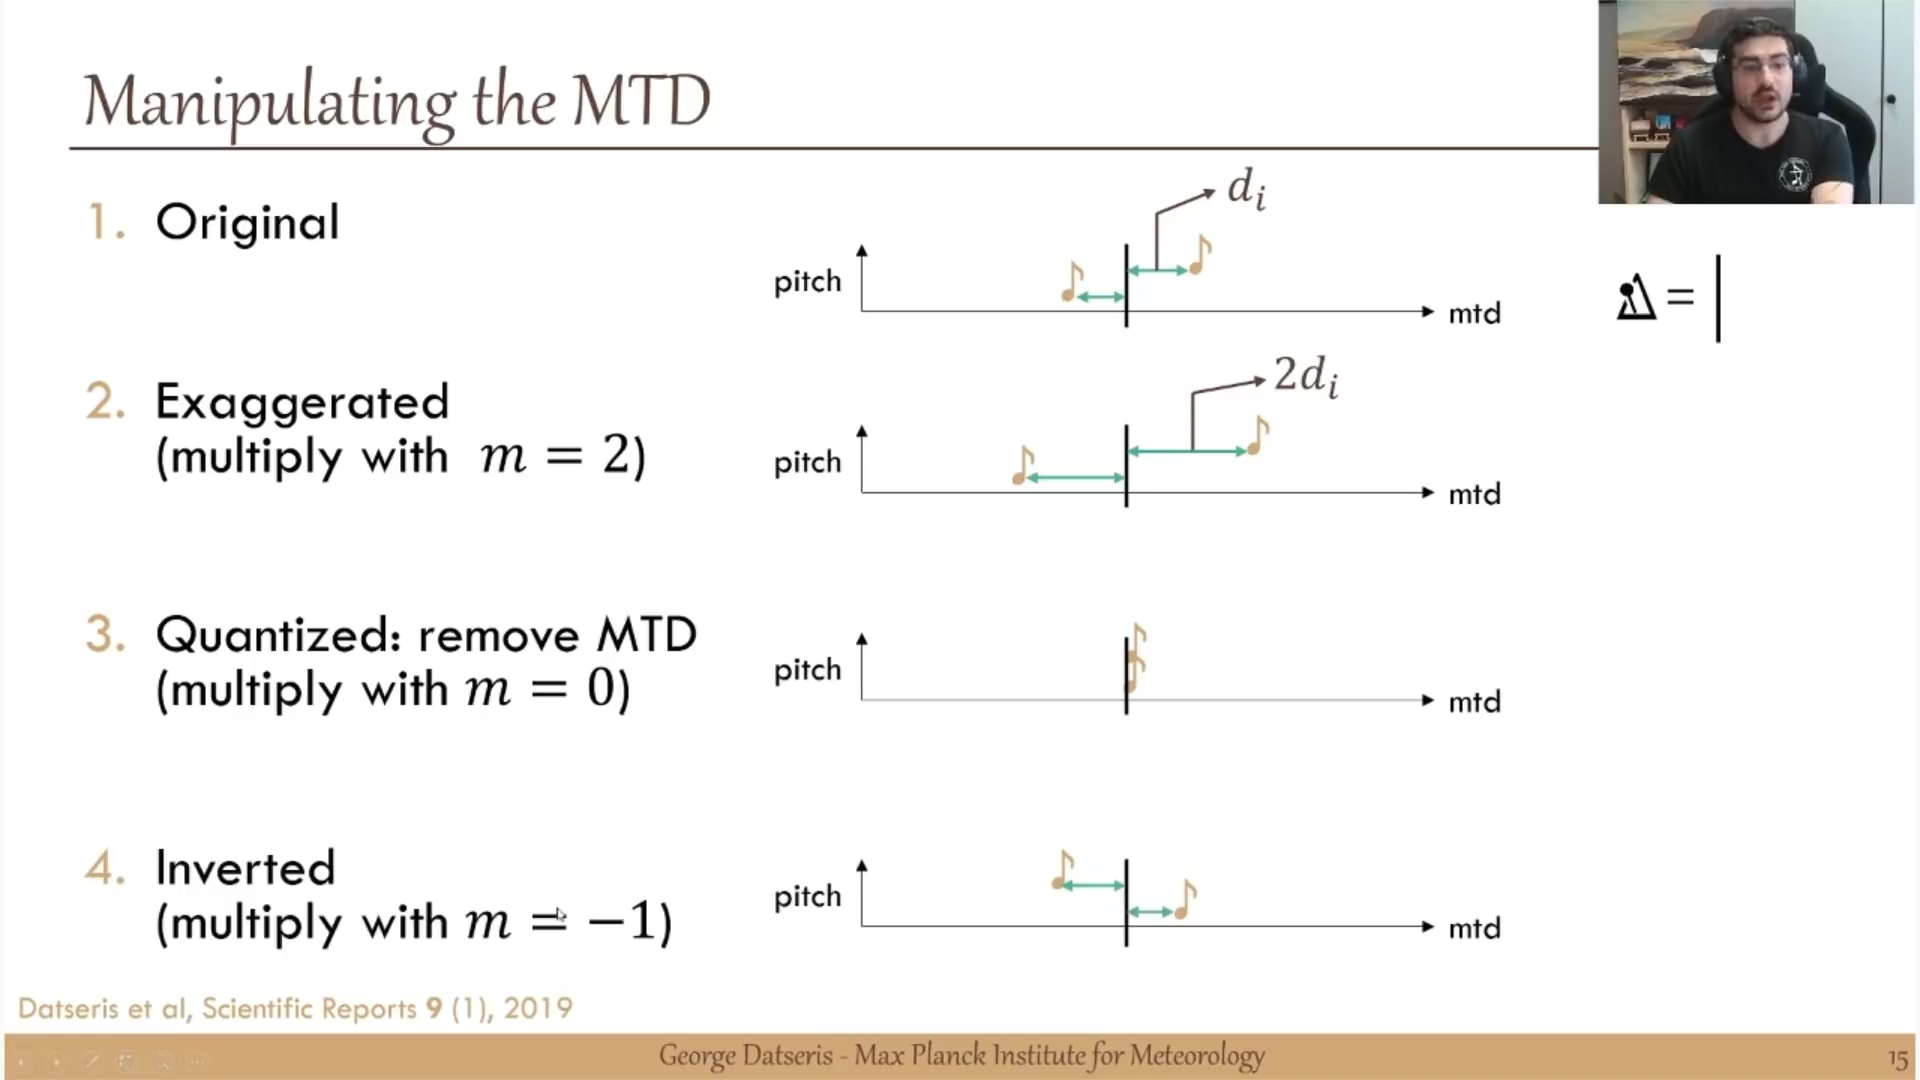 Manipulating the MTD
1. Original
pitch
mtd
dᵢ
=
2. Exaggerated
(multiply with m = 2)
pitch
mtd
2dᵢ
3. Quantized: remove MTD
(multiply with m = 0)
pitch
mtd
4. Inverted
(multiply with m = −1)
pitch
mtd
Datseris et al, Scientific Reports 9 (1), 2019
George Datseris - Max Planck Institute for Meteorology
15